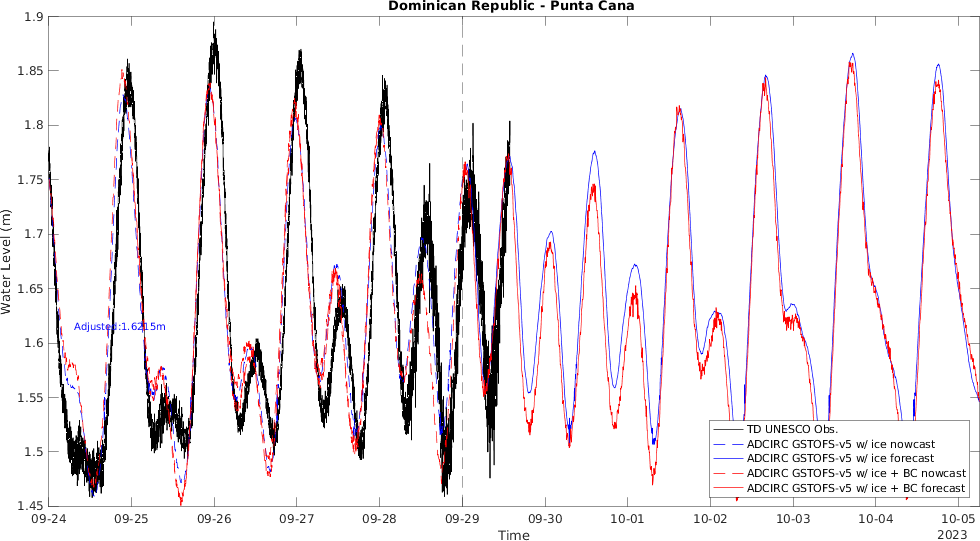 Dominican Republic - Punta Cana
1.9
1.85
1.8
1.75
1.7
1.65
1.6
1.55
1.5
1.45
Water Level (m)
Adjusted:1.6215m
TD UNESCO Obs.
ADCIRC GSTOFS-v5 w/ ice nowcast
ADCIRC GSTOFS-v5 w/ ice forecast
ADCIRC GSTOFS-v5 w/ ice + BC nowcast
ADCIRC GSTOFS-v5 w/ ice + BC forecast
09-24 09-25 09-26 09-27 09-28 09-29 09-30 10-01 10-02 10-03 10-04 10-05
Time
2023